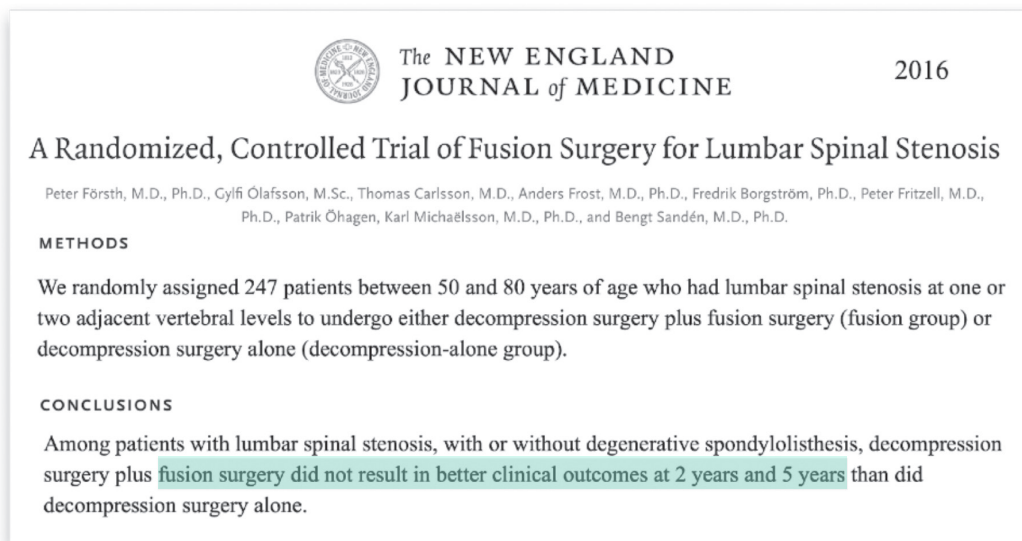 The NEW ENGLAND
JOURNAL of MEDICINE
2016
A Randomized, Controlled Trial of Fusion Surgery for Lumbar Spinal Stenosis
Peter Försth, M.D., Ph.D., Gylfi Ólafsson, M.Sc., Thomas Carlsson, M.D., Anders Frost, M.D., Ph.D., Fredrik Borgström, Ph.D., Peter Fritzell, M.D.,
Ph.D., Patrik Öhagen, Karl Michaëlsson, M.D., Ph.D., and Bengt Sandén, M.D., Ph.D.
METHODS
We randomly assigned 247 patients between 50 and 80 years of age who had lumbar spinal stenosis at one or
two adjacent vertebral levels to undergo either decompression surgery plus fusion surgery (fusion group) or
decompression surgery alone (decompression-alone group).
CONCLUSIONS
Among patients with lumbar spinal stenosis, with or without degenerative spondylolisthesis, decompression
surgery plus fusion surgery did not result in better clinical outcomes at 2 years and 5 years than did
decompression surgery alone.